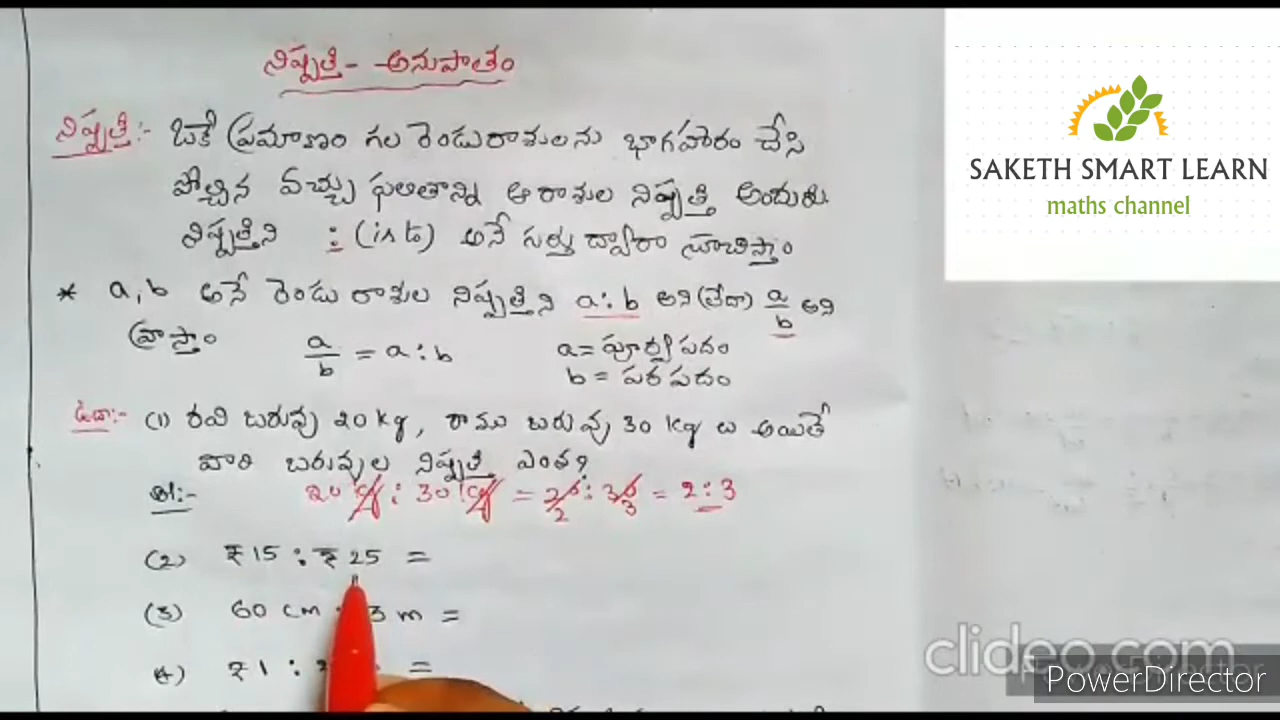 నిష్పత్తి - అనుపాతం
నిష్పత్తి :- ఒకే ప్రమాణం గల రెండు రాశులను భాగహారం చేసి
పోల్చిన వచ్చు ఫలితాన్ని ఆ రాశుల నిష్పత్తి అందురు
నిష్పత్తిని : (ఇస్ టు) అనే గుర్తు ద్వారా సూచిస్తాం
* a, b అనే రెండు రాశుల నిష్పత్తిని a : b అని (లేదా) a/b అని
వ్రాస్తాం a/b = a : b a = పూర్వ పదం
b = పర పదం
ఉదా:- (1) రవి బరువు 20 kg, రాము బరువు 30 kg లు అయితే
వారి బరువుల నిష్పత్తి ఎంత?
20 kg : 30 kg = 20/2 : 30/3 = 2 : 3
(2) ₹15 : ₹25 =
(3) 60 cm : 3 m =
(4) ₹1 : =
SAKETH SMART LEARN
maths channel
clideo.com
PowerDirector